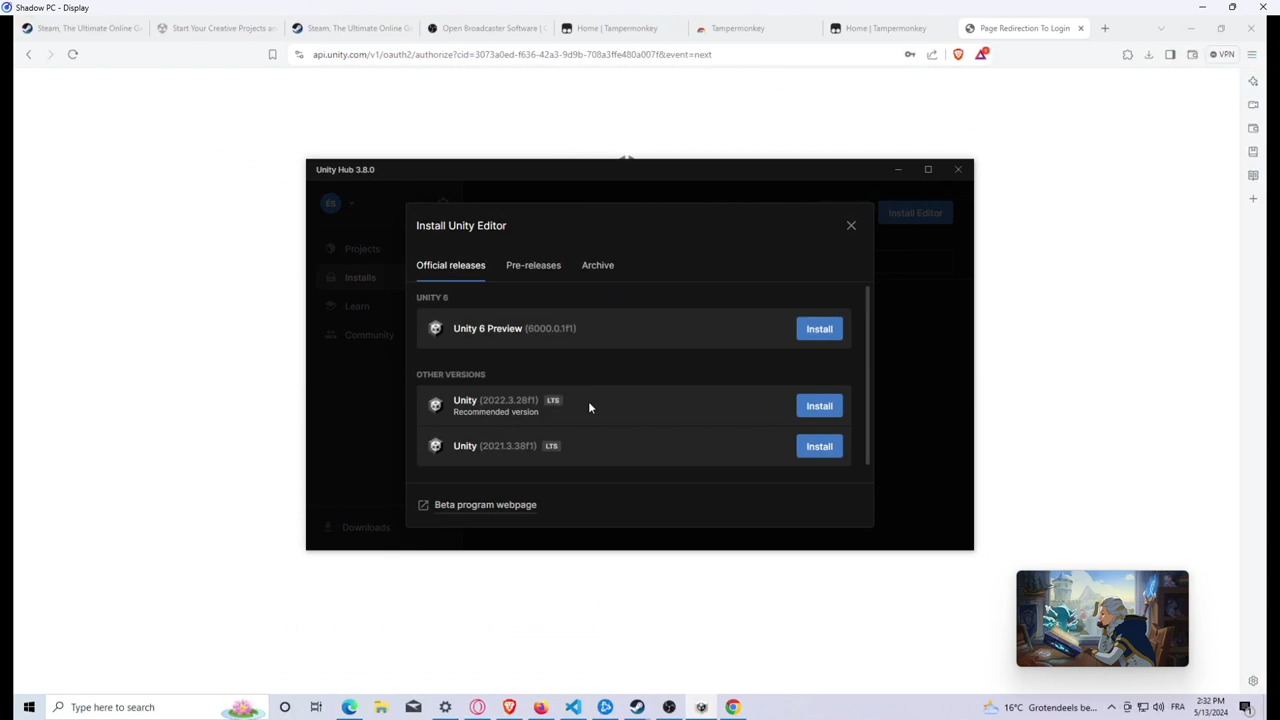 Shadow PC - Display
Steam, The Ultimate Online Ga
Start Your Creative Projects an
Steam, The Ultimate Online Ga
Open Broadcaster Software | O
Home | Tampermonkey
Tampermonkey
Home | Tampermonkey
Page Redirection To Login
api.unity.com/v1/oauth2/authorize?cid=3073a0ed-f636-42a3-9d9b-708a3ffe480a007f&event=next
VPN
Unity Hub 3.8.0
ÉS
Install Editor
Install Unity Editor
Projects
Official releases
Pre-releases
Archive
Installs
UNITY 6
Learn
Unity 6 Preview (6000.0.1f1)
Install
Community
OTHER VERSIONS
Unity (2022.3.28f1) LTS
Recommended version
Install
Unity (2021.3.38f1) LTS
Install
Beta program webpage
Downloads
Type here to search
16°C Grotendeels be...
FRA
2:32 PM
5/13/2024